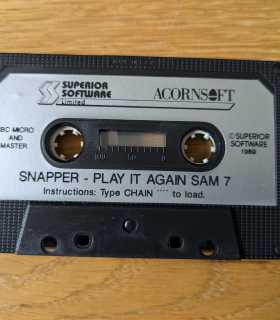 SUPERIOR
SOFTWARE
Limited
ACORNSOFT
BC MICRO
AND
MASTER
© SUPERIOR
SOFTWARE
1989
100 50 0
SNAPPER - PLAY IT AGAIN SAM 7
Instructions: Type CHAIN "" to load.